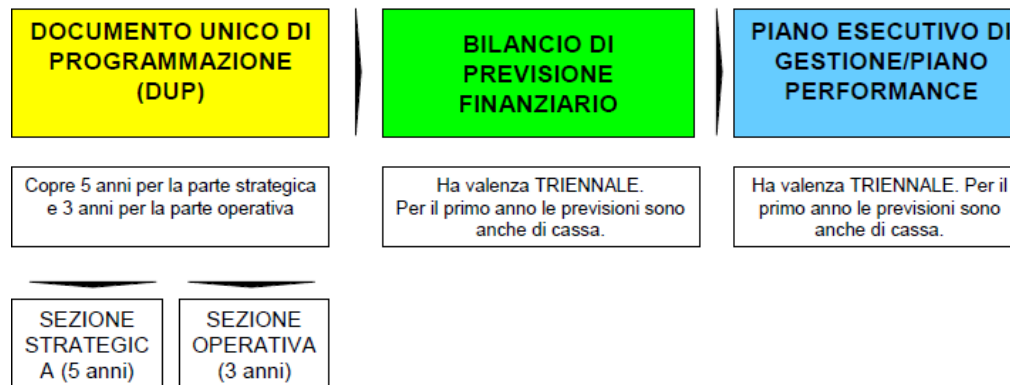 DOCUMENTO UNICO DI
PROGRAMMAZIONE
(DUP)
BILANCIO DI
PREVISIONE
FINANZIARIO
PIANO ESECUTIVO DI
GESTIONE/PIANO
PERFORMANCE
Copre 5 anni per la parte strategica
e 3 anni per la parte operativa
Ha valenza TRIENNALE.
Per il primo anno le previsioni sono
anche di cassa.
Ha valenza TRIENNALE. Per il
primo anno le previsioni sono
anche di cassa.
SEZIONE
STRATEGIC
A (5 anni)
SEZIONE
OPERATIVA
(3 anni)